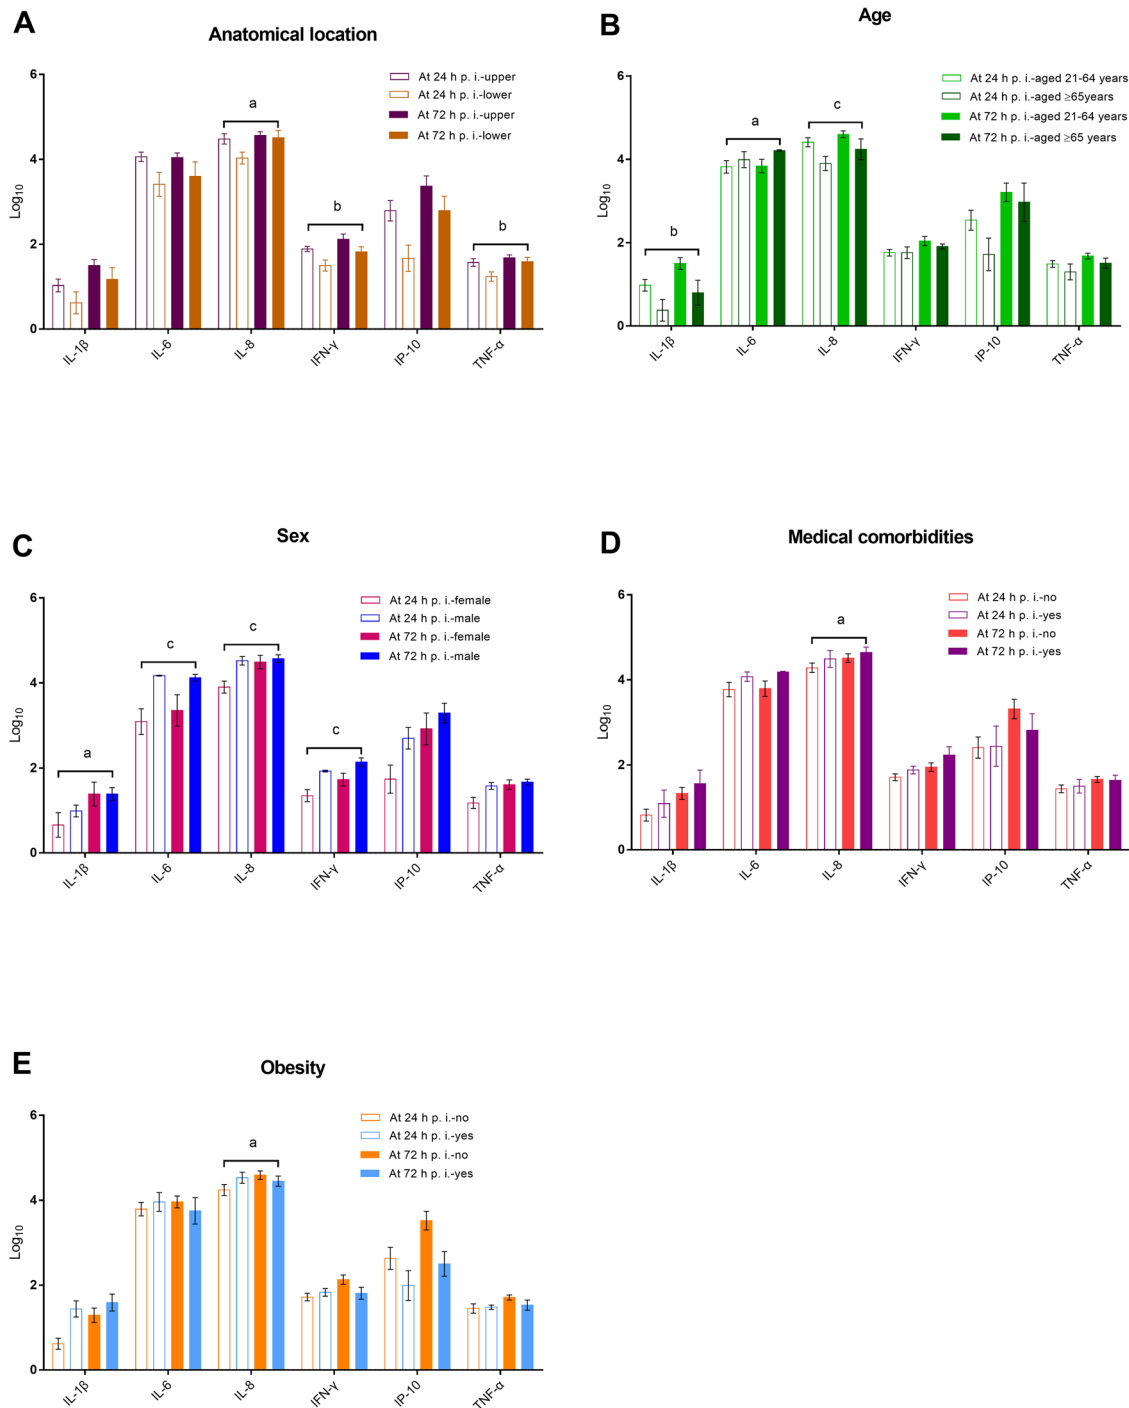 A
Anatomical location
At 24 h p. i.-upper
At 24 h p. i.-lower
At 72 h p. i.-upper
At 72 h p. i.-lower
6
4
2
0
Log10
a
b
b
IL-1β
IL-6
IL-8
IFN-γ
IP-10
TNF-α
B
Age
At 24 h p. i.-aged 21-64 years
At 24 h p. i.-aged ≥65years
At 72 h p. i.-aged 21-64 years
At 72 h p. i.-aged ≥65 years
6
4
2
0
Log10
b
a
c
IL-1β
IL-6
IL-8
IFN-γ
IP-10
TNF-α
C
Sex
At 24 h p. i.-female
At 24 h p. i.-male
At 72 h p. i.-female
At 72 h p. i.-male
6
4
2
0
Log10
a
c
c
c
IL-1β
IL-6
IL-8
IFN-γ
IP-10
TNF-α
D
Medical comorbidities
At 24 h p. i.-no
At 24 h p. i.-yes
At 72 h p. i.-no
At 72 h p. i.-yes
6
4
2
0
Log10
a
IL-1β
IL-6
IL-8
IFN-γ
IP-10
TNF-α
E
Obesity
At 24 h p. i.-no
At 24 h p. i.-yes
At 72 h p. i.-no
At 72 h p. i.-yes
6
4
2
0
Log10
a
IL-1β
IL-6
IL-8
IFN-γ
IP-10
TNF-α